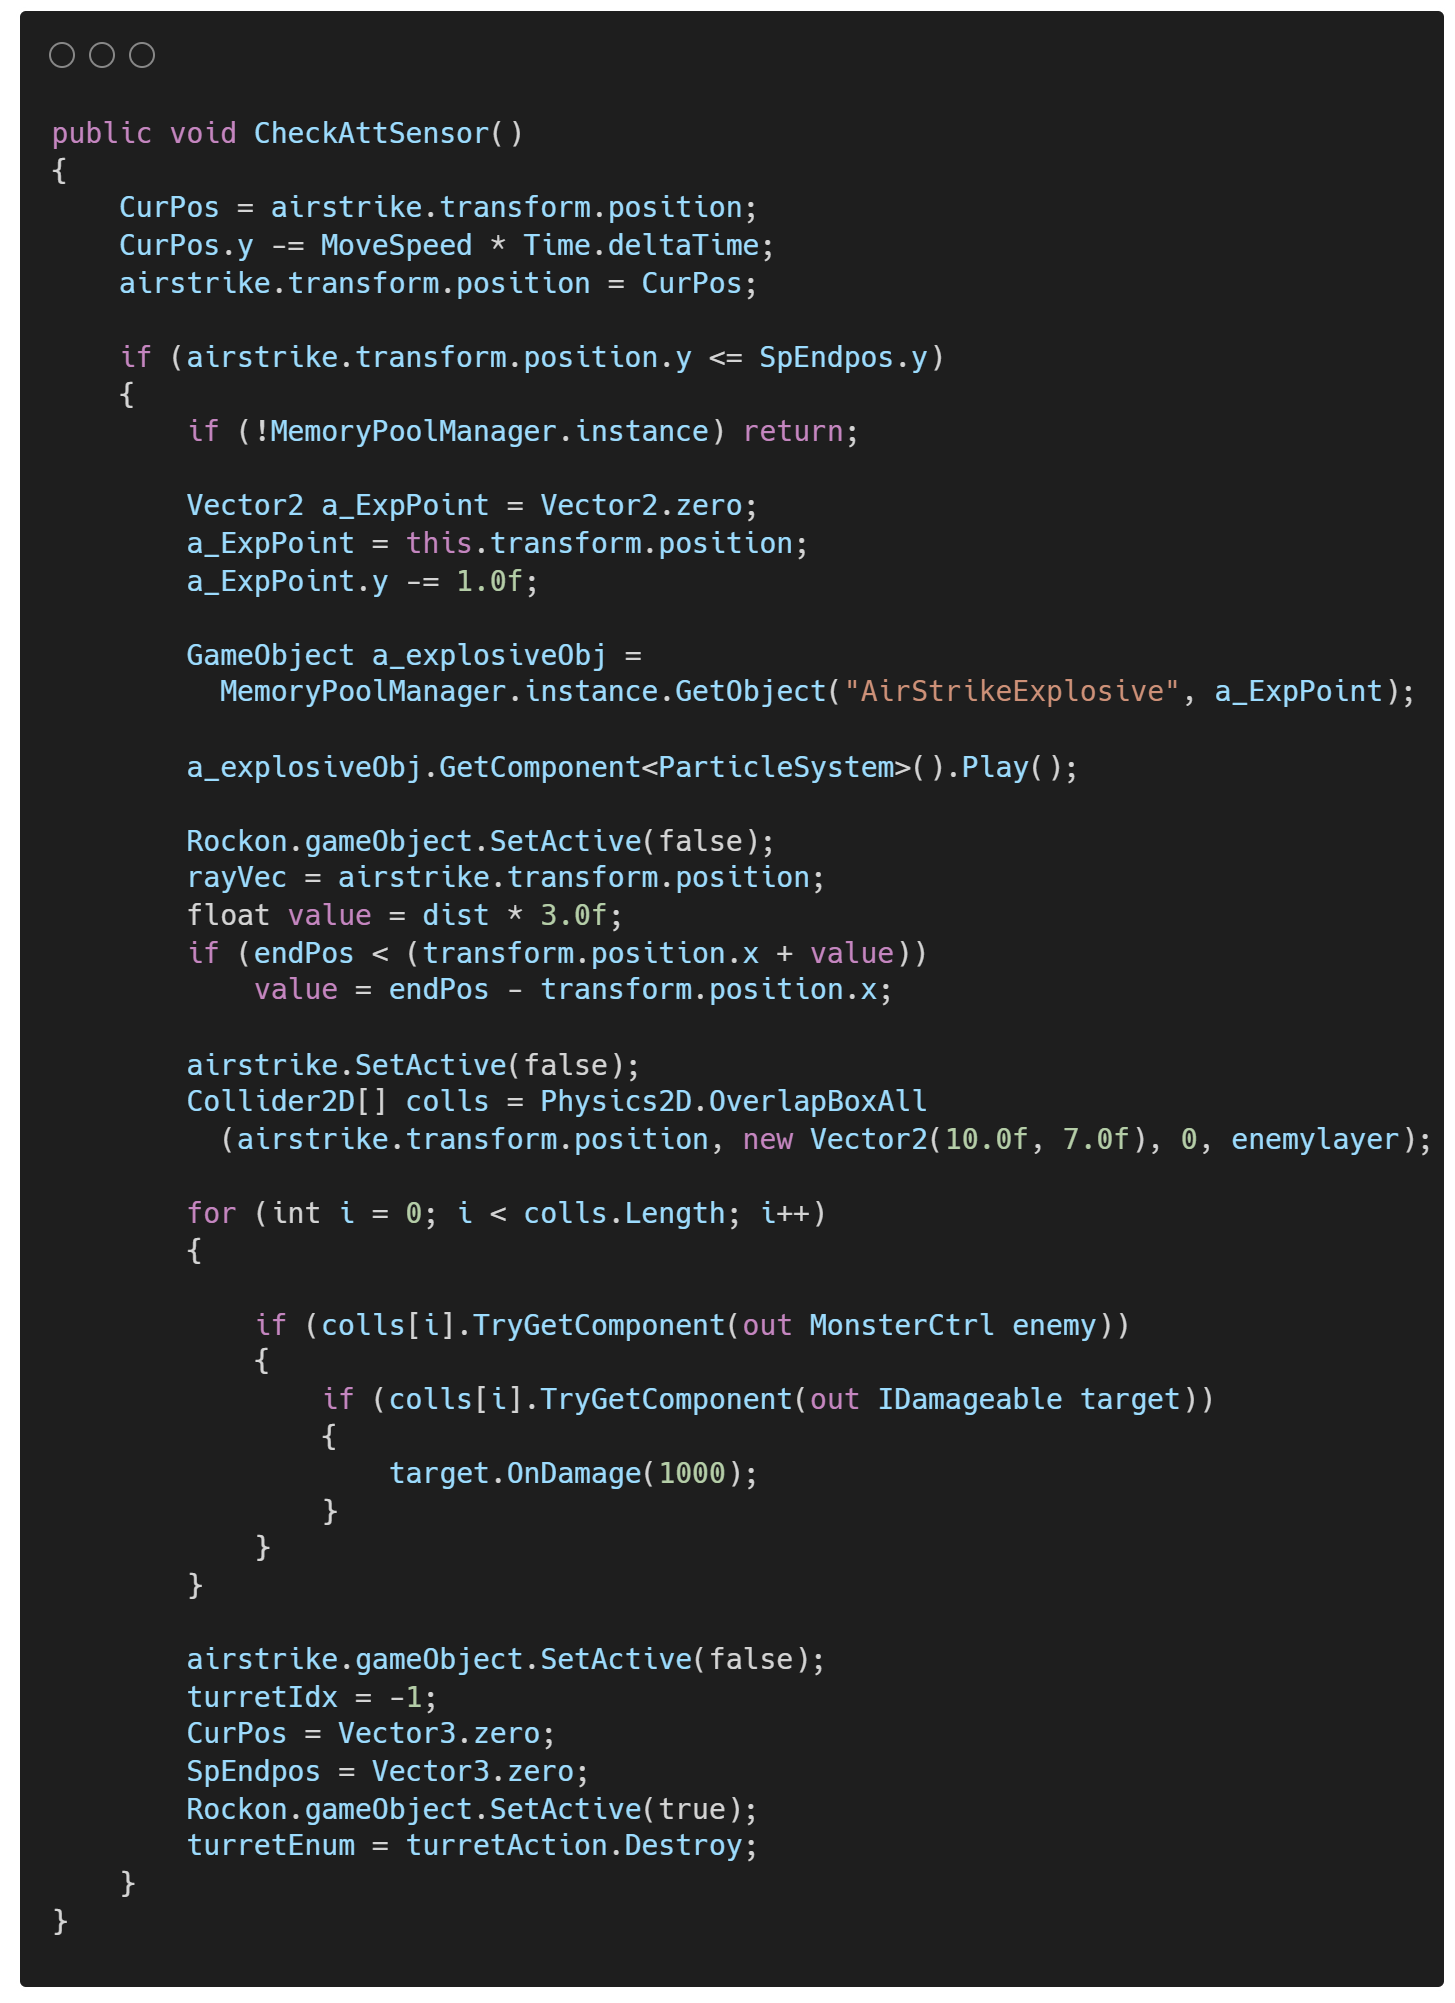 public void CheckAttSensor()
{
    CurPos = airstrike.transform.position;
    CurPos.y -= MoveSpeed * Time.deltaTime;
    airstrike.transform.position = CurPos;

    if (airstrike.transform.position.y <= SpEndpos.y)
    {
        if (!MemoryPoolManager.instance) return;

        Vector2 a_ExpPoint = Vector2.zero;
        a_ExpPoint = this.transform.position;
        a_ExpPoint.y -= 1.0f;

        GameObject a_explosiveObj =
          MemoryPoolManager.instance.GetObject("AirStrikeExplosive", a_ExpPoint);

        a_explosiveObj.GetComponent<ParticleSystem>().Play();

        Rockon.gameObject.SetActive(false);
        rayVec = airstrike.transform.position;
        float value = dist * 3.0f;
        if (endPos < (transform.position.x + value))
            value = endPos - transform.position.x;

        airstrike.SetActive(false);
        Collider2D[] colls = Physics2D.OverlapBoxAll
          (airstrike.transform.position, new Vector2(10.0f, 7.0f), 0, enemylayer);

        for (int i = 0; i < colls.Length; i++)
        {

            if (colls[i].TryGetComponent(out MonsterCtrl enemy))
            {
                if (colls[i].TryGetComponent(out IDamageable target))
                {
                    target.OnDamage(1000);
                }
            }
        }

        airstrike.gameObject.SetActive(false);
        turretIdx = -1;
        CurPos = Vector3.zero;
        SpEndpos = Vector3.zero;
        Rockon.gameObject.SetActive(true);
        turretEnum = turretAction.Destroy;
    }
}